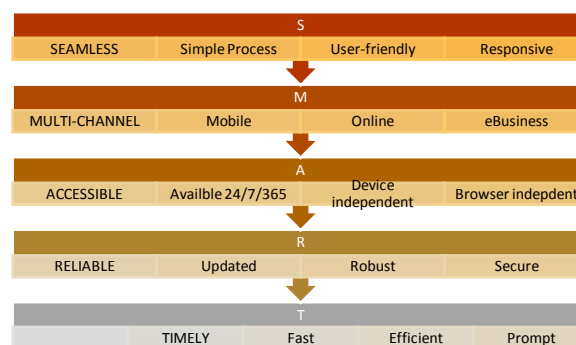 S
SEAMLESS Simple Process User-friendly Responsive
M
MULTI-CHANNEL Mobile Online eBusiness
A
ACCESSIBLE Availble 24/7/365 Device independent Browser indepdent
R
RELIABLE Updated Robust Secure
T
TIMELY Fast Efficient Prompt